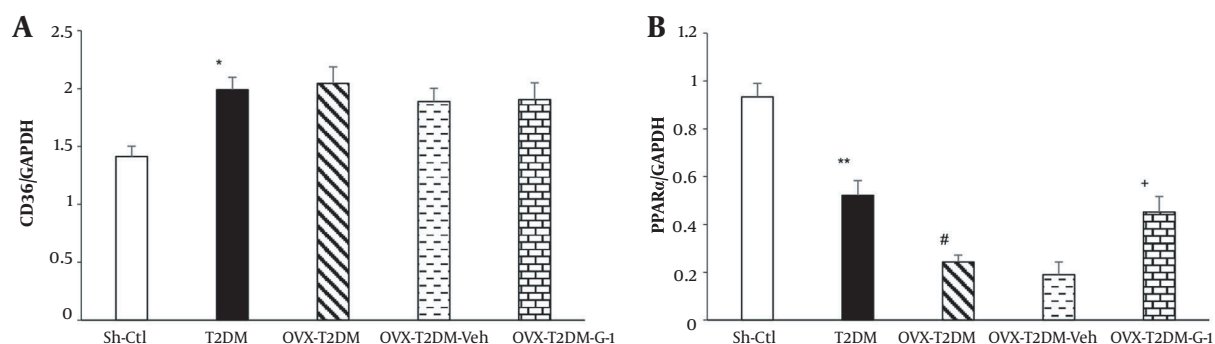 A
CD36/GAPDH
2.5
2
1.5
1
0.5
0
*
Sh-Ctl T2DM OVX-T2DM OVX-T2DM-Veh OVX-T2DM-G-1
B
PPARα/GAPDH
1.2
1
0.8
0.6
0.4
0.2
0
**
#
+
Sh-Ctl T2DM OVX-T2DM OVX-T2DM-Veh OVX-T2DM-G-1